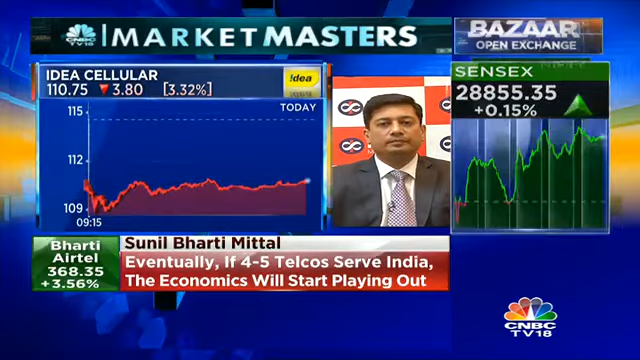 CNBC
TV18
MARKET MASTERS
BAZAAR
OPEN EXCHANGE
IDEA CELLULAR
110.75 ▼ 3.80 [3.32%]
!dea
TODAY
115
112
109
09:15
SENSEX
28855.35
+0.15%
Bharti
Airtel
368.35
+3.56%
Sunil Bharti Mittal
Eventually, If 4-5 Telcos Serve India,
The Economics Will Start Playing Out
CNBC
TV18